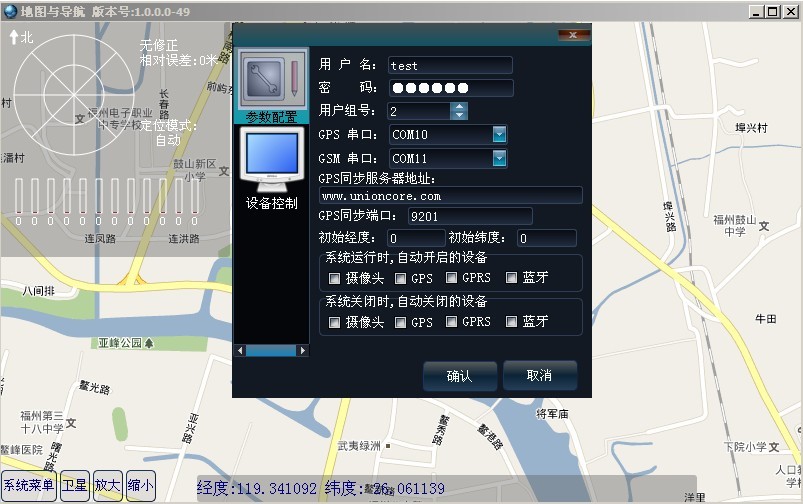 地图与导航 版本号:1.0.0.0-49
北
无修正
相对误差:0米
定位模式:
自动
0 0 0 0 0 0 0 0 0 0 0 0
村
长春路
福州电子职业
中专学校
前屿东
潘村
鼓山新区
小学
连凤路
连洪路
八间排
亚峰公园
鳌光路
福州第三
十八中学
鳌峰医院
曙光路
亚兴路
武夷绿洲
鳌秀路
鳌港路
将军庙
埠兴村
埠兴路
福州鼓山
中学
牛田
洋里
下院小学
人口
学校
参数配置
设备控制
用 户 名: test
密 码: ●●●●●●
用户组号: 2
GPS 串口: COM10
GSM 串口: COM11
GPS同步服务器地址:
www.unioncore.com
GPS同步端口: 9201
初始经度: 0 初始纬度: 0
系统运行时,自动开启的设备
摄像头 GPS GPRS 蓝牙
系统关闭时,自动关闭的设备
摄像头 GPS GPRS 蓝牙
确认 取消
系统菜单 卫星 放大 缩小
经度:119.341092 纬度: 26.061139